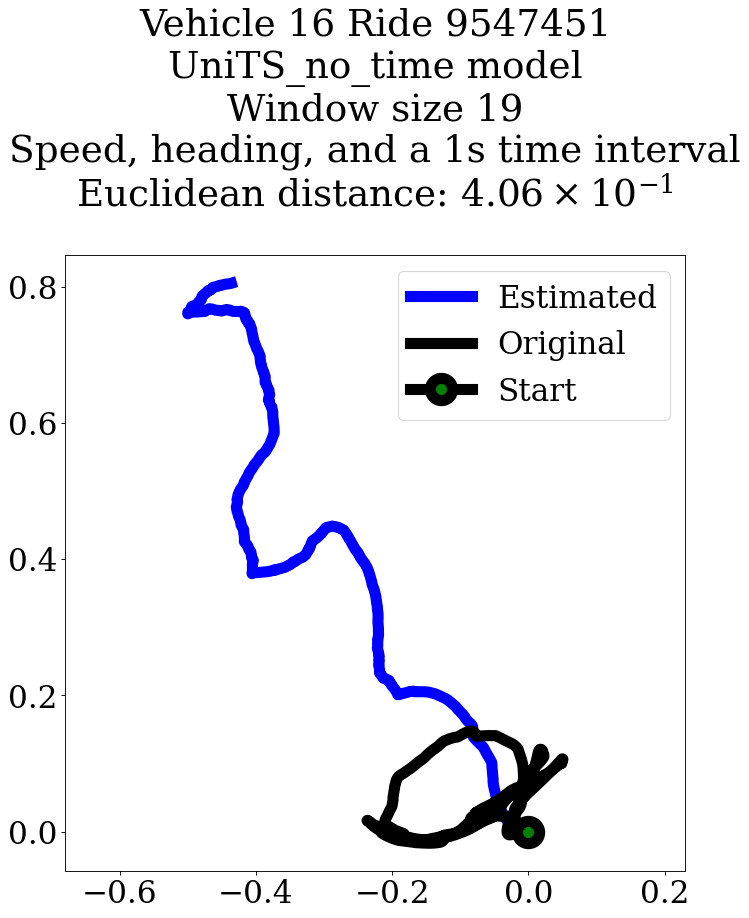 Vehicle 16 Ride 9547451
UniTS_no_time model
Window size 19
Speed, heading, and a 1s time interval
Euclidean distance: 4.06 × 10⁻¹
Estimated
Original
Start
0.8
0.6
0.4
0.2
0.0
−0.6
−0.4
−0.2
0.0
0.2